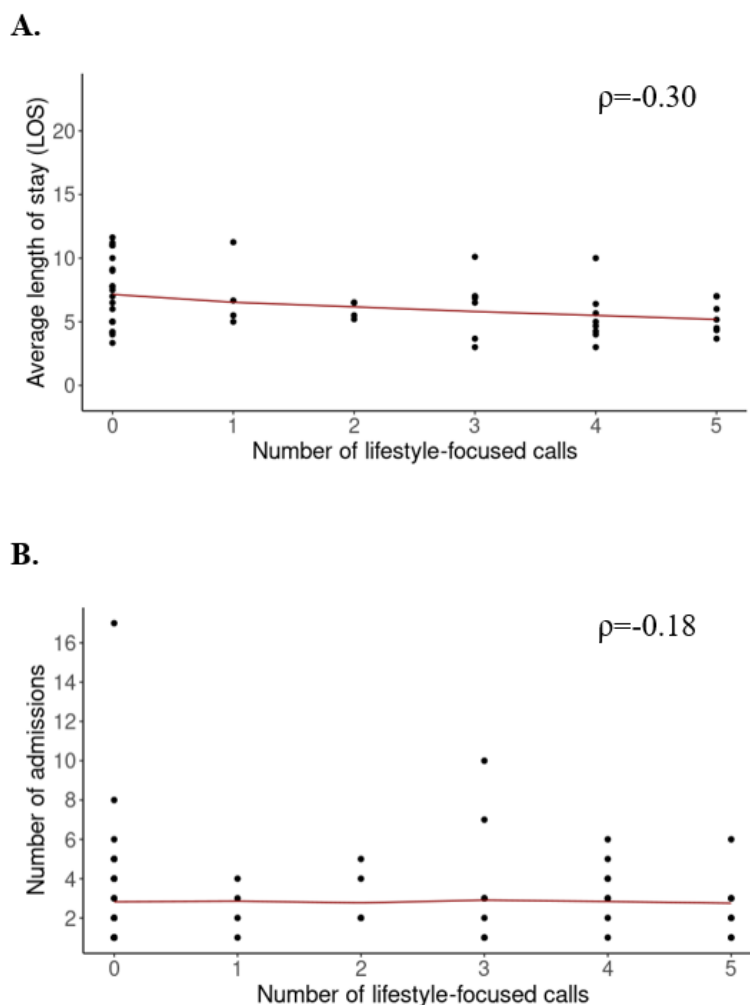 A.
ρ=-0.30
Average length of stay (LOS)
20
15
10
5
0
0 1 2 3 4 5
Number of lifestyle-focused calls
B.
ρ=-0.18
Number of admissions
16
14
12
10
8
6
4
2
0 1 2 3 4 5
Number of lifestyle-focused calls